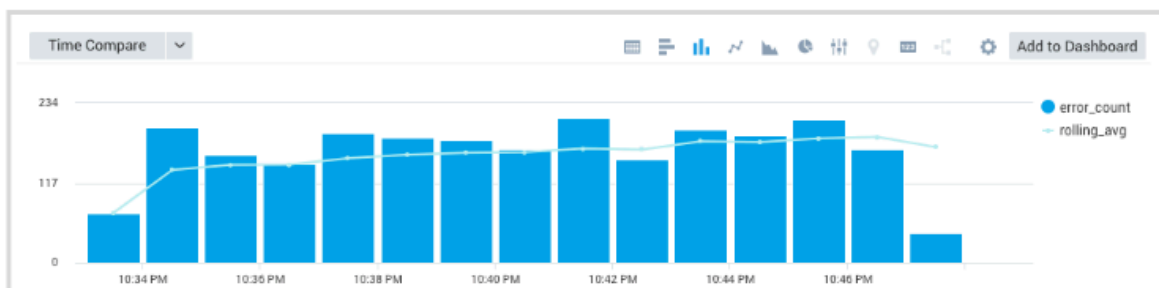 Time Compare
123
Add to Dashboard
234
117
0
error_count
rolling_avg
10:34 PM
10:36 PM
10:38 PM
10:40 PM
10:42 PM
10:44 PM
10:46 PM